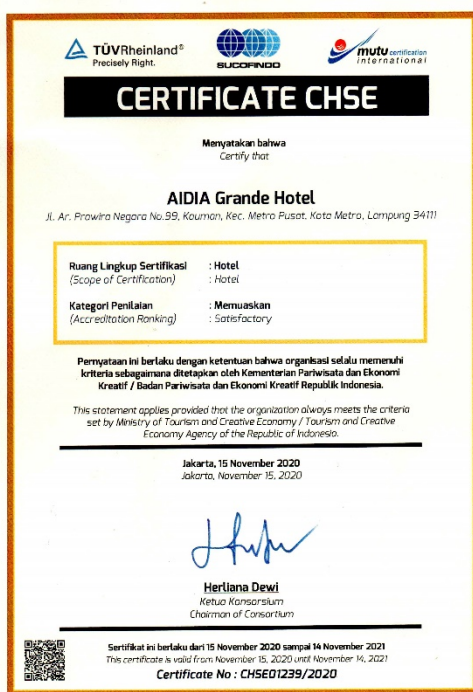 TÜVRheinland®
Precisely Right.
SUCOFINDO
mutu certification
international
CERTIFICATE CHSE
Menyatakan bahwa
Certify that
AIDIA Grande Hotel
Jl. Ar. Prawira Negara No.99, Kauman, Kec. Metro Pusat, Kota Metro, Lampung 34111
Ruang Lingkup Sertifikasi : Hotel
(Scope of Certification) : Hotel
Kategori Penilaian : Memuaskan
(Accreditation Ranking) : Satisfactory
Pernyataan ini berlaku dengan ketentuan bahwa organisasi selalu memenuhi
kriteria sebagaimana ditetapkan oleh Kementerian Pariwisata dan Ekonomi
Kreatif / Badan Pariwisata dan Ekonomi Kreatif Republik Indonesia.
This statement applies provided that the organization always meets the criteria
set by Ministry of Tourism and Creative Economy / Tourism and Creative
Economy Agency of the Republic of Indonesia.
Jakarta, 15 November 2020
Jakarta, November 15, 2020
Herliana Dewi
Ketua Konsorsium
Chairman of Consortium
Sertifikat ini berlaku dari 15 November 2020 sampai 14 November 2021
This certificate is valid from November 15, 2020 until November 14, 2021
Certificate No : CHSE01239/2020